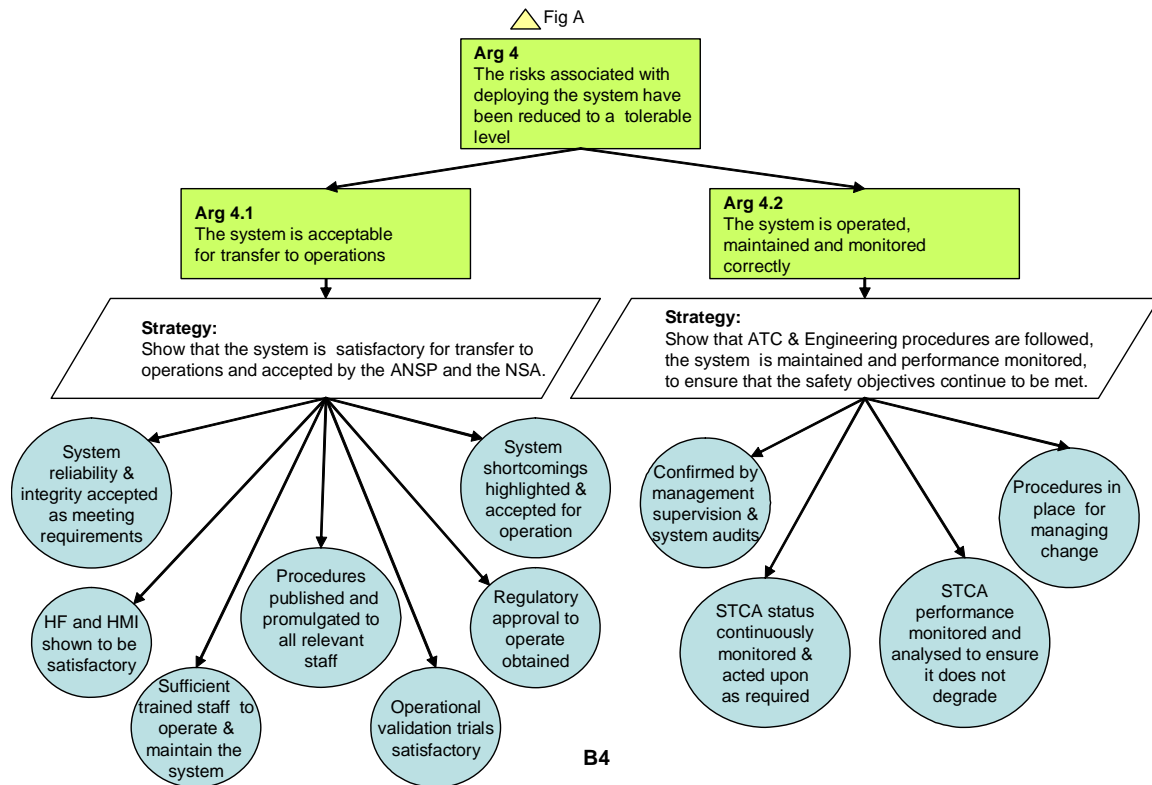 Fig A
Arg 4
The risks associated with
deploying the system have
been reduced to a tolerable
level
Arg 4.1
The system is acceptable
for transfer to operations
Arg 4.2
The system is operated,
maintained and monitored
correctly
Strategy:
Show that the system is satisfactory for transfer to
operations and accepted by the ANSP and the NSA.
Strategy:
Show that ATC & Engineering procedures are followed,
the system is maintained and performance monitored,
to ensure that the safety objectives continue to be met.
System
reliability &
integrity accepted
as meeting
requirements
HF and HMI
shown to be
satisfactory
Sufficient
trained staff to
operate &
maintain the
system
Procedures
published and
promulgated to
all relevant
staff
Operational
validation trials
satisfactory
Regulatory
approval to
operate
obtained
System
shortcomings
highlighted &
accepted for
operation
Confirmed by
management
supervision &
system audits
STCA status
continuously
monitored &
acted upon
as required
STCA
performance
monitored and
analysed to ensure
it does not
degrade
Procedures in
place for
managing
change
B4